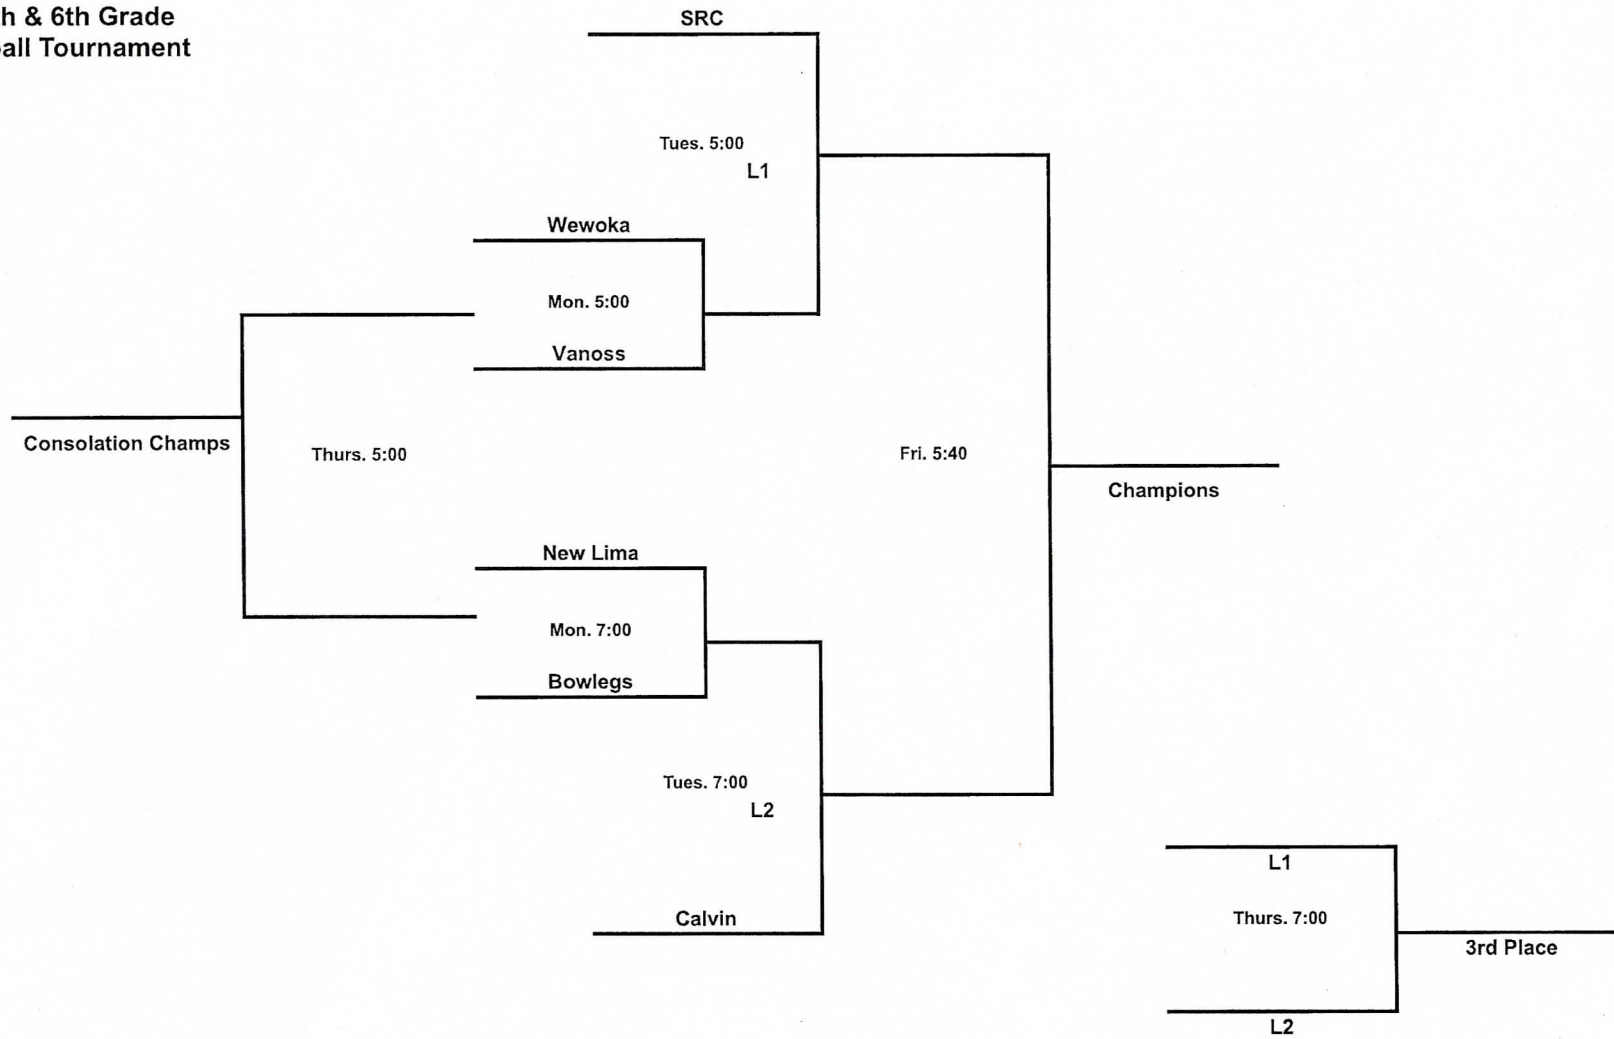 & 6th Grade
Tournament
SRC
Tues. 5:00
L1
Wewoka
Mon. 5:00
Vanoss
Consolation Champs
Thurs. 5:00
Fri. 5:40
Champions
New Lima
Mon. 7:00
Bowlegs
Tues. 7:00
L2
Calvin
L1
Thurs. 7:00
3rd Place
L2